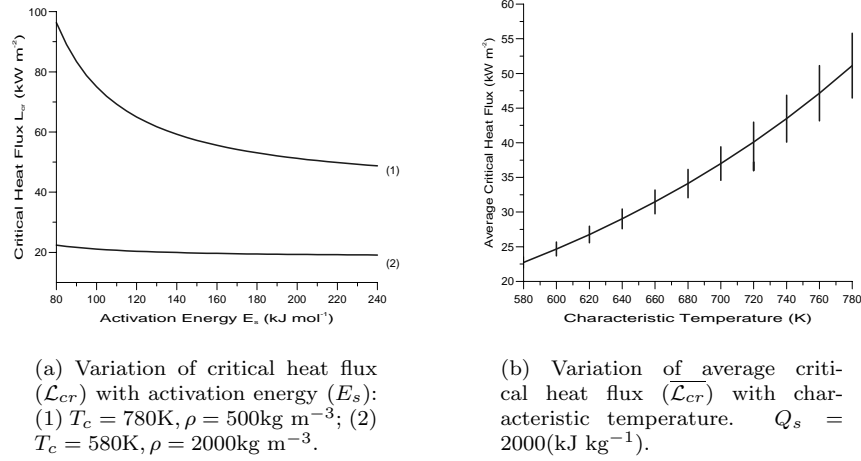 Critical Heat Flux L_cr (kW m^-2)
100
80
60
40
20
(1)
(2)
80 100 120 140 160 180 200 220 240
Activation Energy E_s (kJ mol^-1)
(a) Variation of critical heat flux
(𝓛_cr) with activation energy (E_s):
(1) T_c = 780K, ρ = 500kg m^−3; (2)
T_c = 580K, ρ = 2000kg m^−3.
Average Critical Heat Flux (kW m^-2)
60
55
50
45
40
35
30
25
20
580 600 620 640 660 680 700 720 740 760 780
Characteristic Temperature (K)
(b) Variation of average criti-
cal heat flux (\overline{𝓛_cr}) with char-
acteristic temperature. Q_s =
2000(kJ kg^−1).